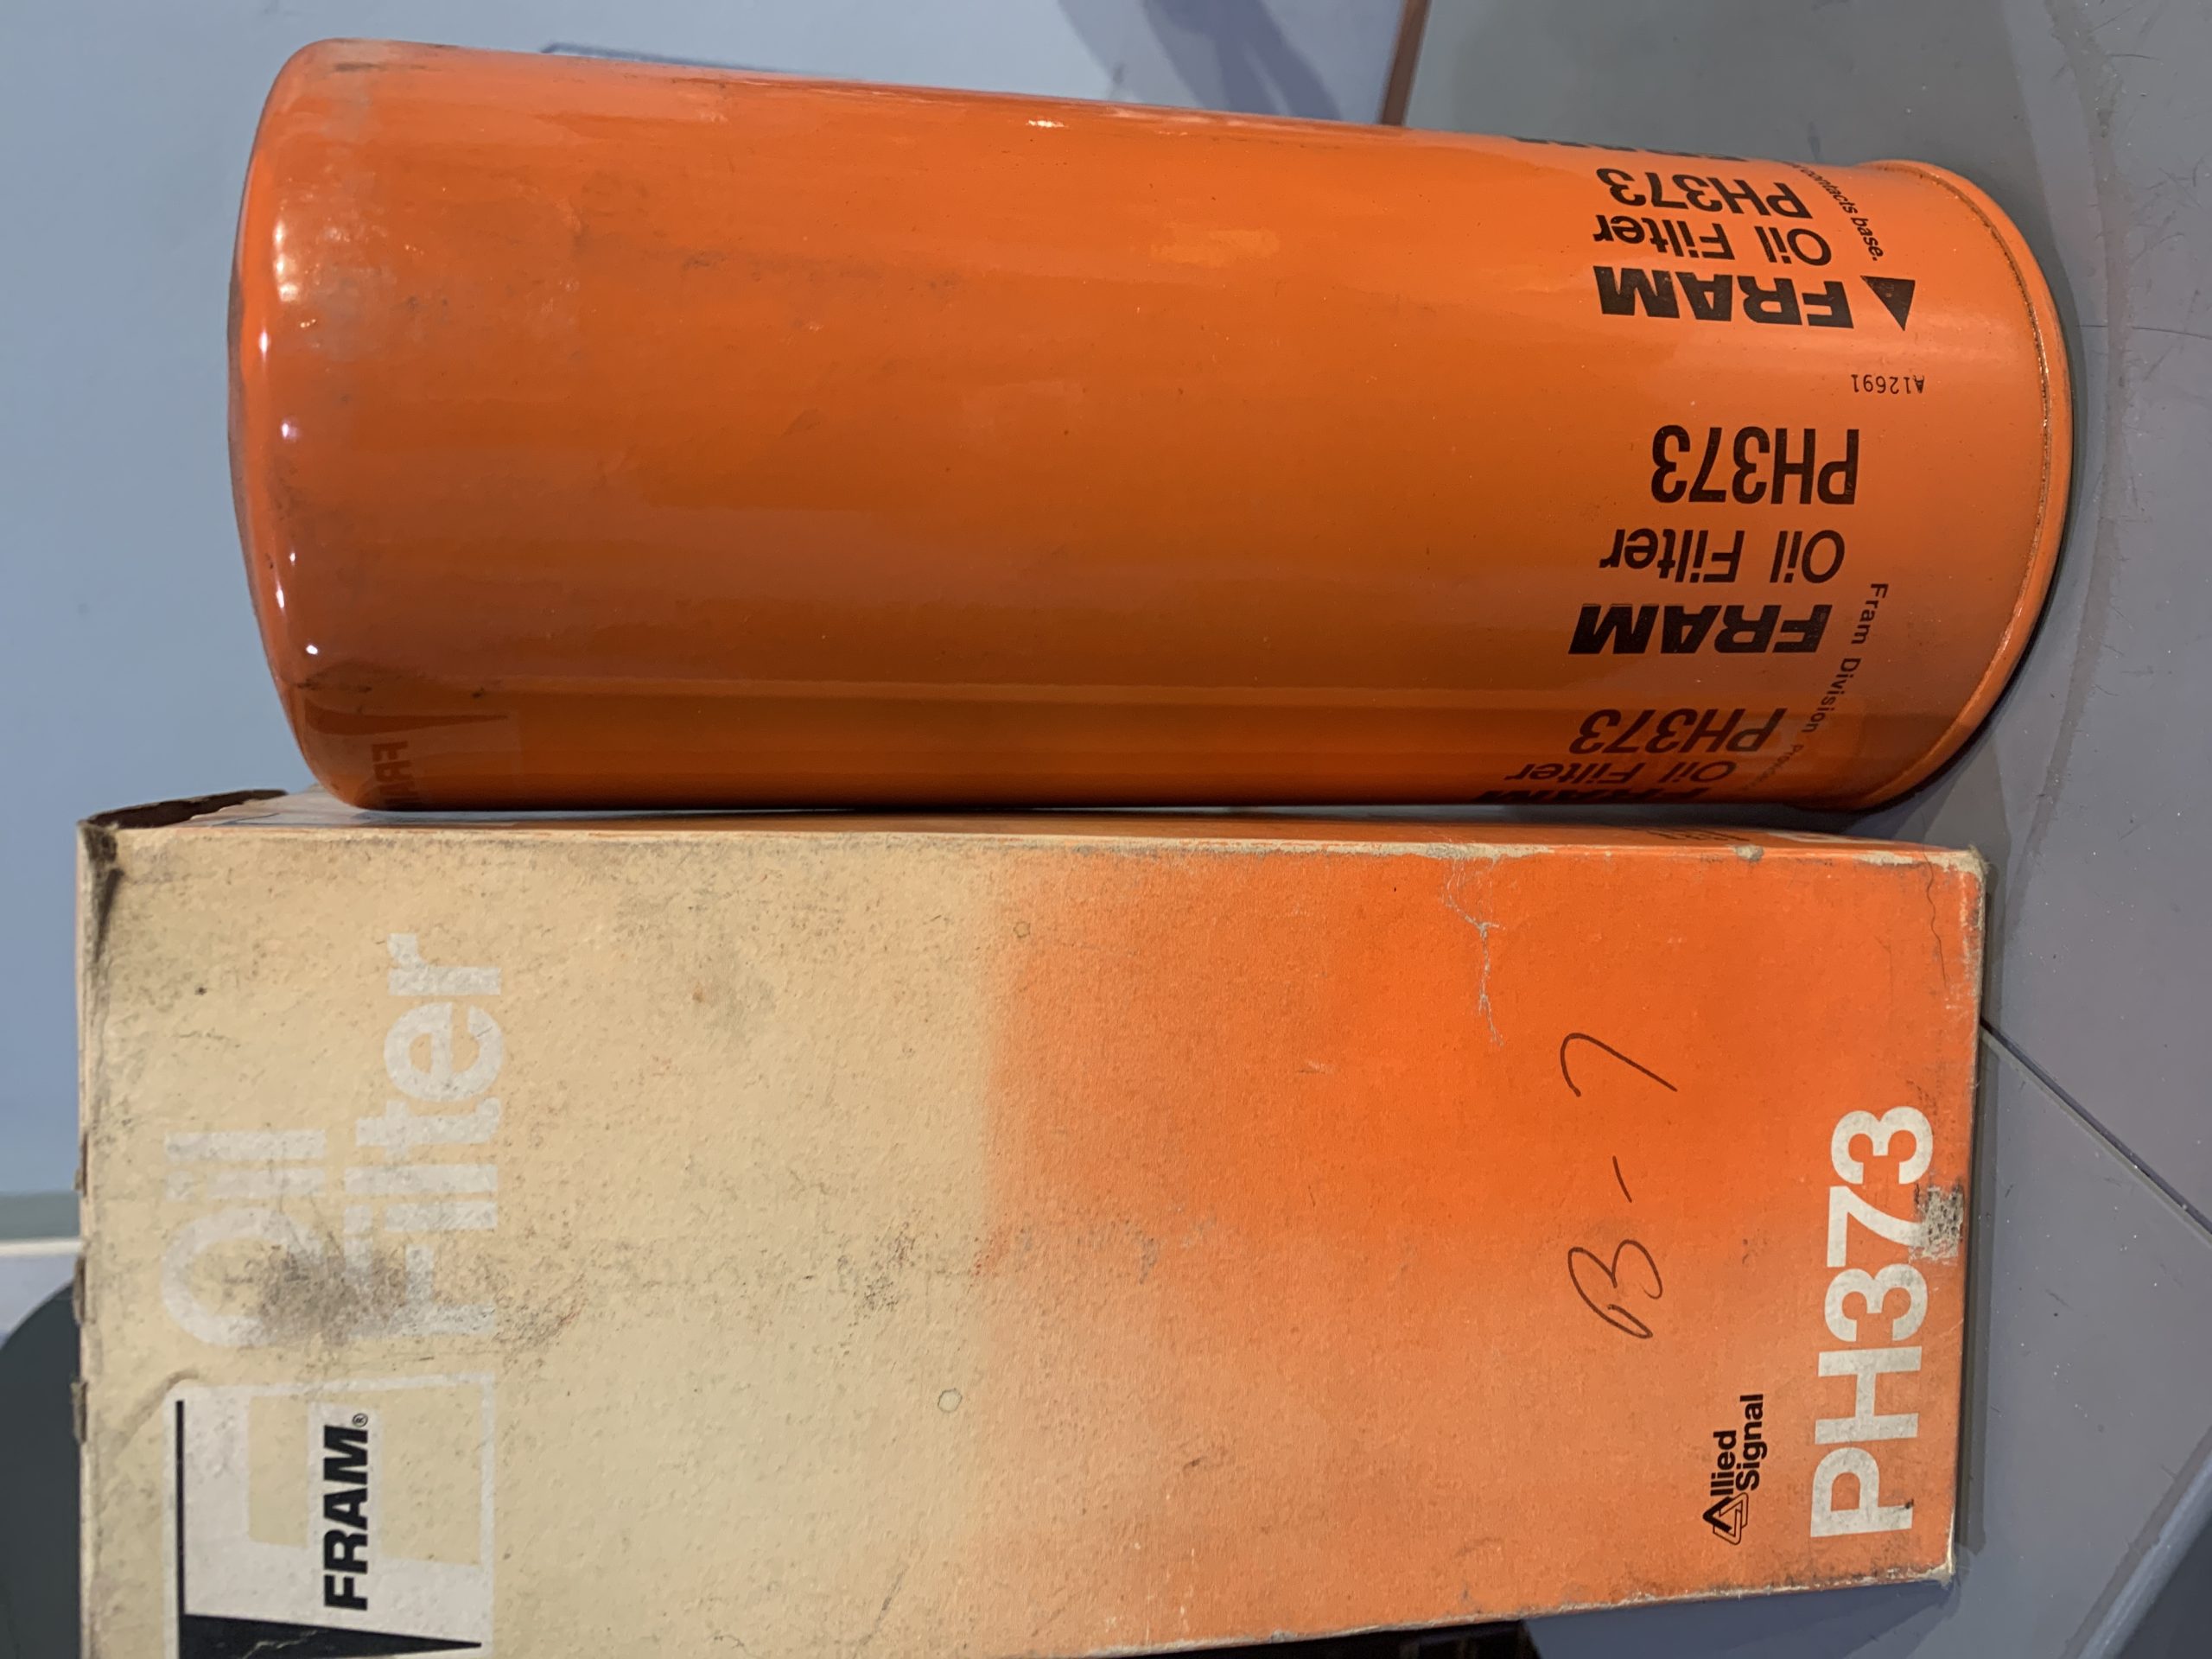 contacts base.
FRAM
Oil Filter
PH373
A12691
FRAM
Oil Filter
PH373
Fram Division
Oil Filter
PH373
FRAM®
Oil
Filter
B-7
Allied
Signal
PH373